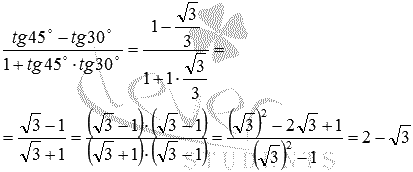 (tg45° − tg30°)/(1 + tg45° · tg30°) = (1 − √3/3)/(1 + 1 · √3/3) =
= (√3 − 1)/(√3 + 1) = ((√3 − 1) · (√3 − 1))/((√3 + 1) · (√3 − 1)) = ((√3)² − 2√3 + 1)/((√3)² − 1) = 2 − √3
STUDENTS